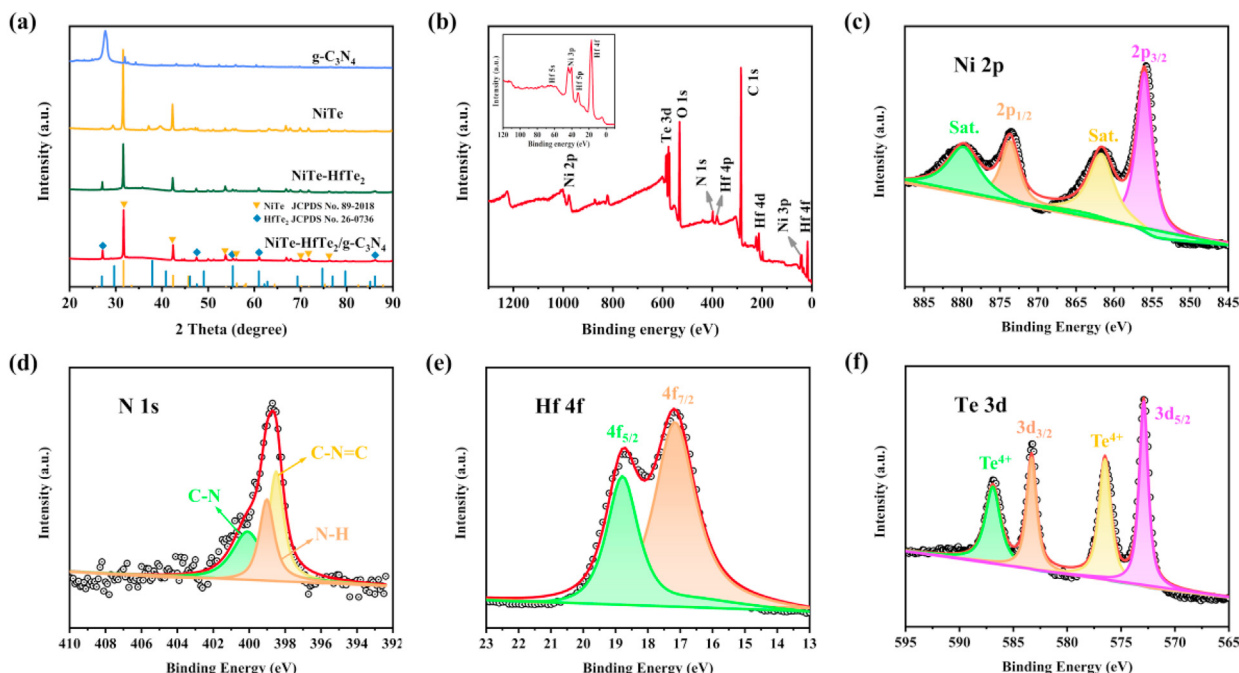 (a)
g-C3N4
NiTe
NiTe-HfTe2
NiTe JCPDS No. 89-2018
HfTe2 JCPDS No. 26-0736
NiTe-HfTe2/g-C3N4
Intensity (a.u.)
20 30 40 50 60 70 80 90
2 Theta (degree)
(b)
Hf 5s
Ni 3p
Hf 5p
Hf 4f
Intensity (a.u.)
120 100 80 60 40 20 0
Binding energy (eV)
Ni 2p
Te 3d
O 1s
N 1s
Hf 4p
C 1s
Hf 4d
Ni 3p
Hf 4f
Intensity (a.u.)
1200 1000 800 600 400 200 0
Binding energy (eV)
(c)
Ni 2p
Sat.
2p1/2
Sat.
2p3/2
Intensity (a.u.)
885 880 875 870 865 860 855 850 845
Binding Energy (eV)
(d)
N 1s
C-N=C
C-N
N-H
Intensity (a.u.)
410 408 406 404 402 400 398 396 394 392
Binding Energy (eV)
(e)
Hf 4f
4f5/2
4f7/2
Intensity (a.u.)
23 22 21 20 19 18 17 16 15 14 13
Binding Energy (eV)
(f)
Te 3d
Te4+
3d3/2
Te4+
3d5/2
Intensity (a.u.)
595 590 585 580 575 570 565
Binding Energy (eV)